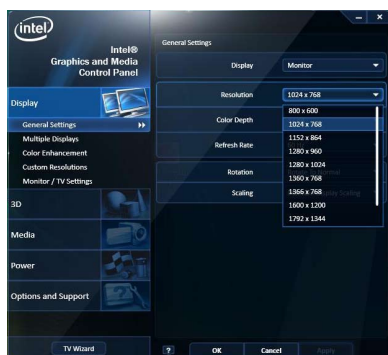 intel
Intel®
Graphics and Media
Control Panel
Display
General Settings
Multiple Displays
Color Enhancement
Custom Resolutions
Monitor / TV Settings
3D
Media
Power
Options and Support
TV Wizard
General Settings
Display Monitor
Resolution 1024 x 768
800 x 600
1024 x 768
1152 x 864
1280 x 960
1280 x 1024
1360 x 768
1366 x 768
1600 x 1200
1792 x 1344
Color Depth
Refresh Rate
Rotation
Scaling
Scaling
? OK Cancel Apply